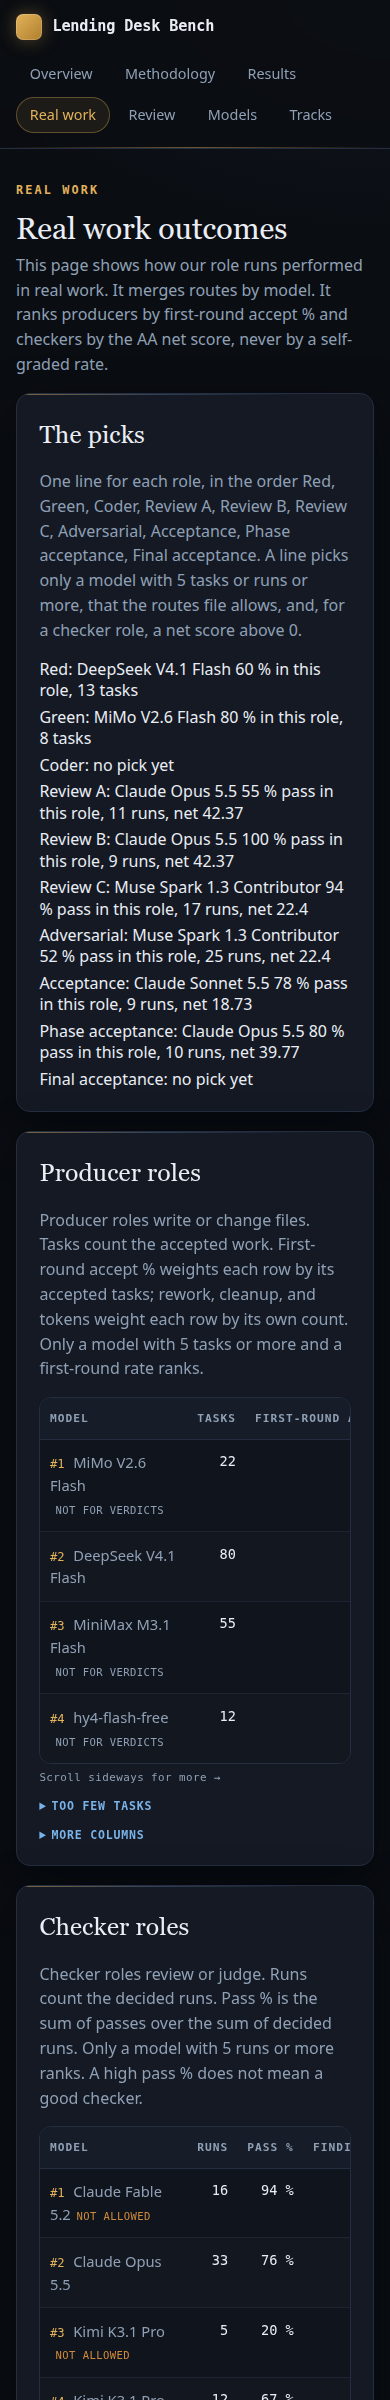 Lending Desk Bench
Overview Methodology Results
Real work Review Models Tracks
REAL WORK
Real work outcomes
This page shows how our role runs performed
in real work. It merges routes by model. It
ranks producers by first-round accept % and
checkers by the AA net score, never by a self-
graded rate.
The picks
One line for each role, in the order Red,
Green, Coder, Review A, Review B, Review
C, Adversarial, Acceptance, Phase
acceptance, Final acceptance. A line picks
only a model with 5 tasks or runs or
more, that the routes file allows, and, for
a checker role, a net score above 0.
Red: DeepSeek V4.1 Flash 60 % in this
role, 13 tasks
Green: MiMo V2.6 Flash 80 % in this role,
8 tasks
Coder: no pick yet
Review A: Claude Opus 5.5 55 % pass in
this role, 11 runs, net 42.37
Review B: Claude Opus 5.5 100 % pass in
this role, 9 runs, net 42.37
Review C: Muse Spark 1.3 Contributor 94
% pass in this role, 17 runs, net 22.4
Adversarial: Muse Spark 1.3 Contributor
52 % pass in this role, 25 runs, net 22.4
Acceptance: Claude Sonnet 5.5 78 % pass
in this role, 9 runs, net 18.73
Phase acceptance: Claude Opus 5.5 80 %
pass in this role, 10 runs, net 39.77
Final acceptance: no pick yet
Producer roles
Producer roles write or change files.
Tasks count the accepted work. First-
round accept % weights each row by its
accepted tasks; rework, cleanup, and
tokens weight each row by its own count.
Only a model with 5 tasks or more and a
first-round rate ranks.
MODEL TASKS FIRST-ROUND
#1 MiMo V2.6 22
Flash
NOT FOR VERDICTS
#2 DeepSeek V4.1 80
Flash
#3 MiniMax M3.1 55
Flash
NOT FOR VERDICTS
#4 hy4-flash-free 12
NOT FOR VERDICTS
Scroll sideways for more →
▶ TOO FEW TASKS
▶ MORE COLUMNS
Checker roles
Checker roles review or judge. Runs
count the decided runs. Pass % is the
sum of passes over the sum of decided
runs. Only a model with 5 runs or more
ranks. A high pass % does not mean a
good checker.
MODEL RUNS PASS % FINDI
#1 Claude Fable 16 94 %
5.2 NOT ALLOWED
#2 Claude Opus 33 76 %
5.5
#3 Kimi K3.1 Pro 5 20 %
NOT ALLOWED
#4 Kimi K3.1 Pro 12 67 %